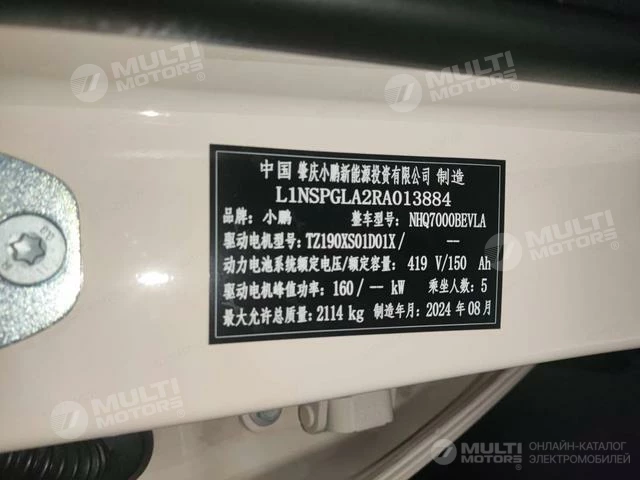 MULTI
MOTORS®
MULTI
MOTORS®
中国 肇庆小鹏新能源投资有限公司 制造
L1NSPGLA2RA013884
品牌: 小鹏 整车型号: NHQ7000BEVLA
驱动电机型号: TZ190XS01D01X/ --
动力电池系统额定电压/额定容量: 419 V/150 Ah
驱动电机峰值功率: 160/-- kW 乘坐人数: 5
最大允许总质量: 2114 kg 制造年月: 2024 年 08 月
MULTI
MOTORS®
MULTI
MOTORS®
MULTI
MOTORS®
ОНЛАЙН-КАТАЛОГ
ЭЛЕКТРОМОБИЛЕЙ